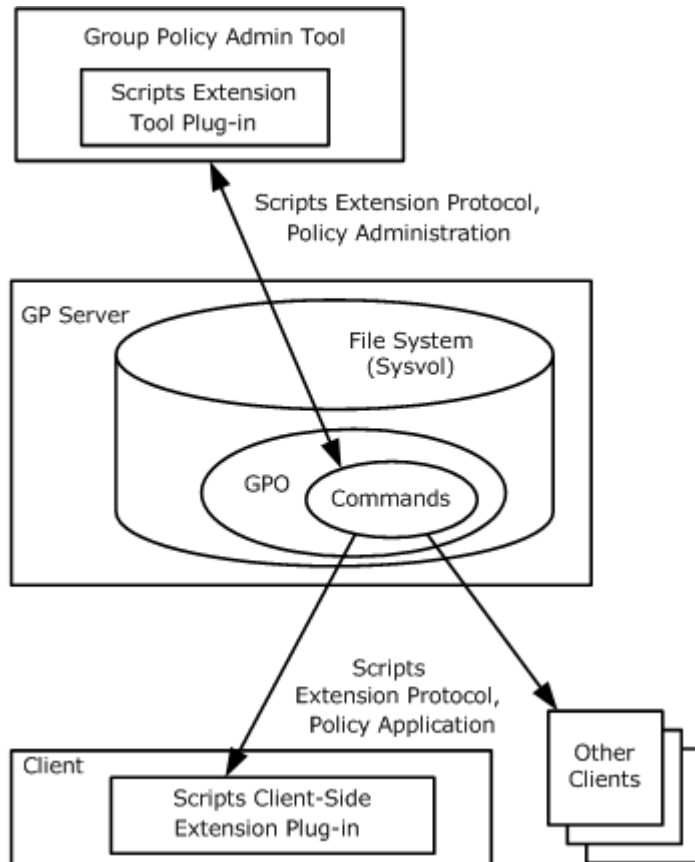 Group Policy Admin Tool
Scripts Extension
Tool Plug-in
Scripts Extension Protocol,
Policy Administration
GP Server
File System
(Sysvol)
GPO
Commands
Scripts
Extension Protocol,
Policy Application
Client
Scripts Client-Side
Extension Plug-in
Other
Clients